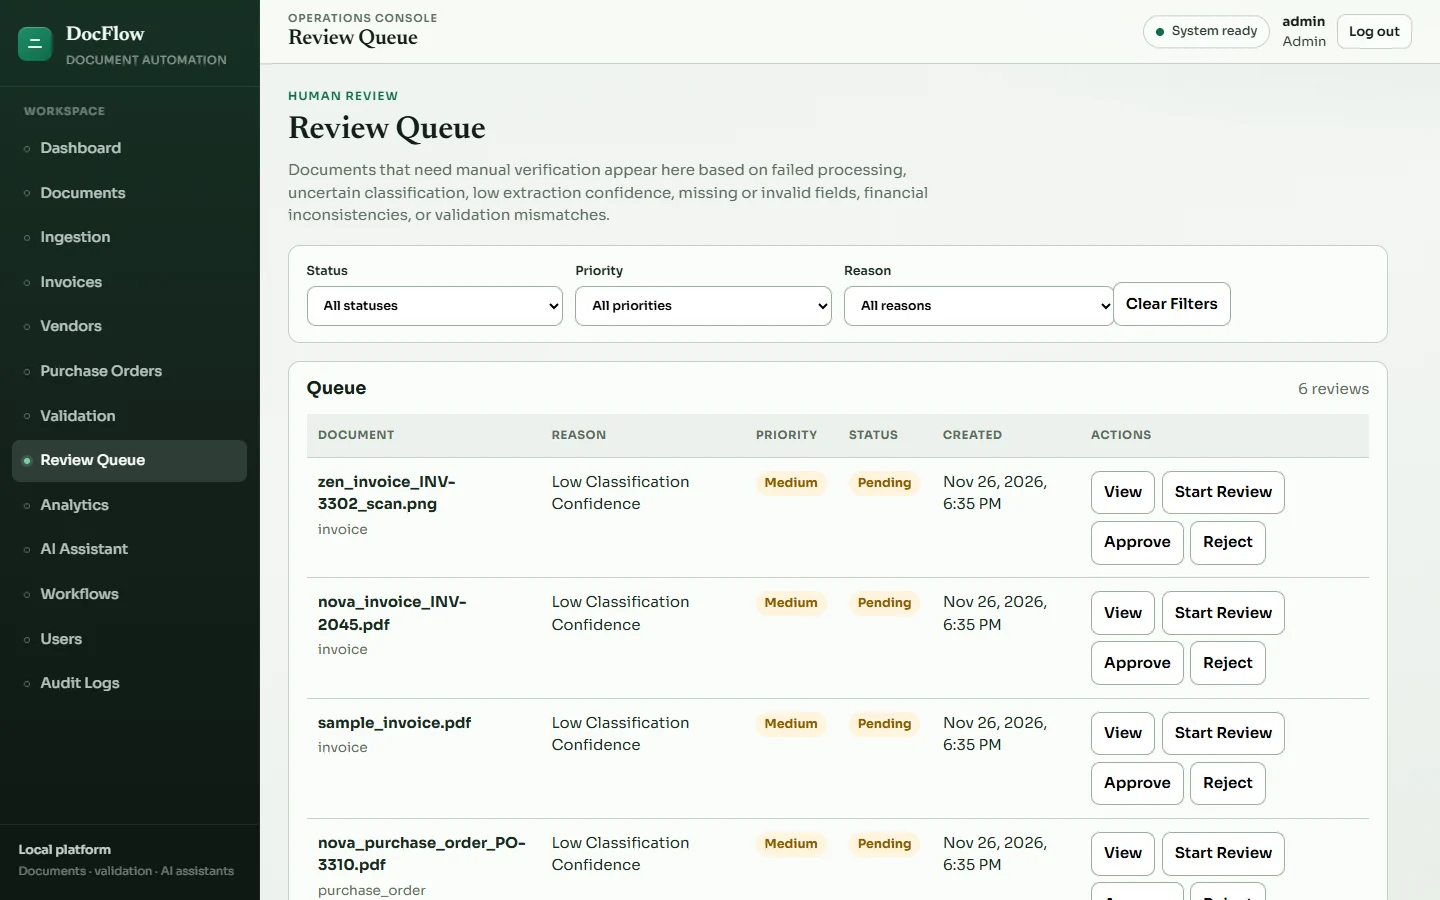 DocFlow
DOCUMENT AUTOMATION
WORKSPACE
Dashboard
Documents
Ingestion
Invoices
Vendors
Purchase Orders
Validation
Review Queue
Analytics
AI Assistant
Workflows
Users
Audit Logs
Local platform
Documents · validation · AI assistants
OPERATIONS CONSOLE
Review Queue
System ready
admin
Admin
Log out
HUMAN REVIEW
Review Queue
Documents that need manual verification appear here based on failed processing,
uncertain classification, low extraction confidence, missing or invalid fields, financial
inconsistencies, or validation mismatches.
Status Priority Reason
All statuses All priorities All reasons Clear Filters
Queue 6 reviews
DOCUMENT REASON PRIORITY STATUS CREATED ACTIONS
zen_invoice_INV- Low Classification Medium Pending Nov 26, 2026, View Start Review
3302_scan.png Confidence 6:35 PM
invoice
Approve Reject
nova_invoice_INV- Low Classification Medium Pending Nov 26, 2026, View Start Review
2045.pdf Confidence 6:35 PM
invoice
Approve Reject
sample_invoice.pdf Low Classification Medium Pending Nov 26, 2026, View Start Review
invoice Confidence 6:35 PM
Approve Reject
nova_purchase_order_PO- Low Classification Medium Pending Nov 26, 2026, View Start Review
3310.pdf Confidence 6:35 PM
purchase_order